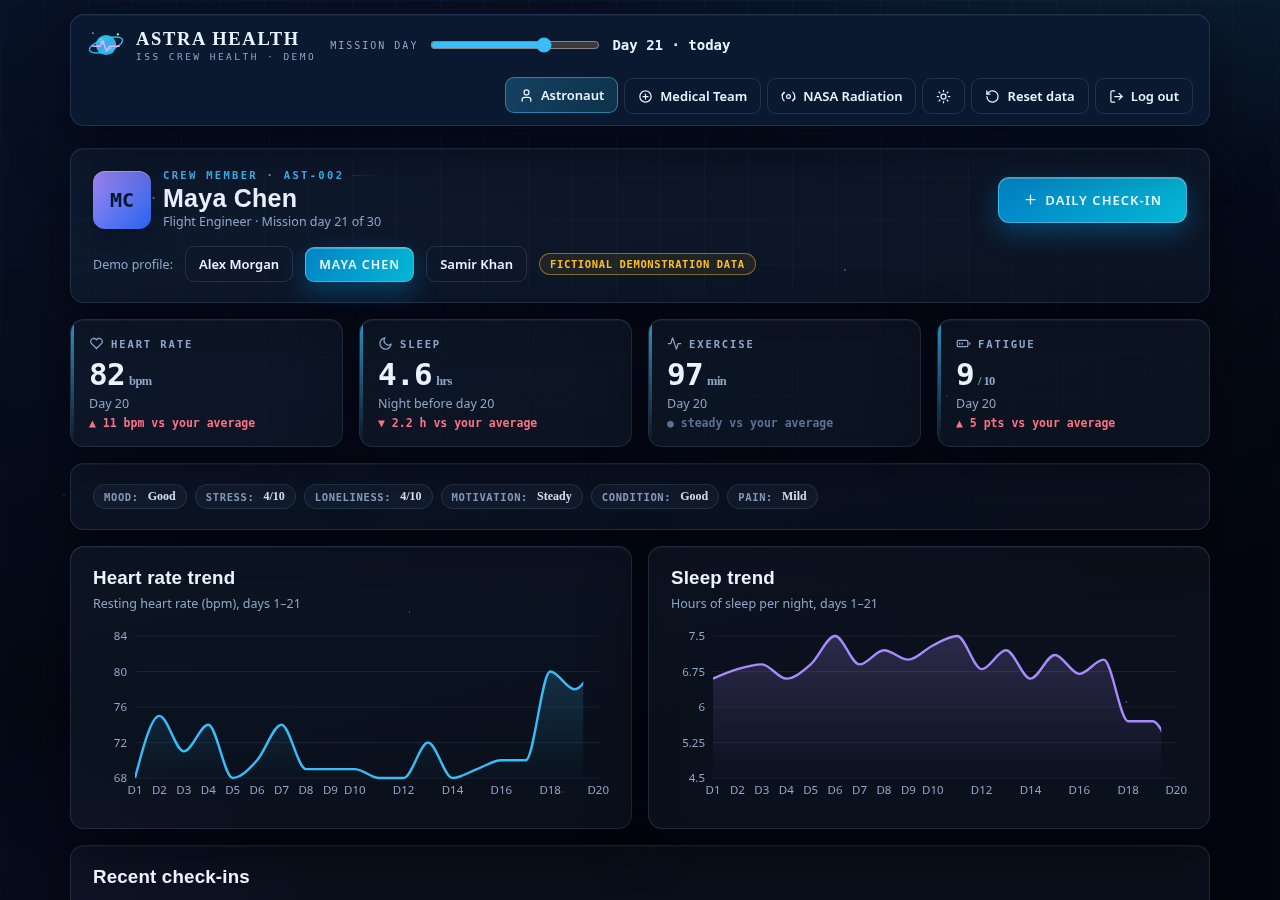 ASTRA HEALTH
ISS CREW HEALTH · DEMO
MISSION DAY
Day 21 · today
Astronaut
Medical Team
NASA Radiation
Reset data
Log out
CREW MEMBER · AST-002
MC
Maya Chen
Flight Engineer · Mission day 21 of 30
+ DAILY CHECK-IN
Demo profile:
Alex Morgan
MAYA CHEN
Samir Khan
FICTIONAL DEMONSTRATION DATA
HEART RATE
82 bpm
Day 20
▲ 11 bpm vs your average
SLEEP
4.6 hrs
Night before day 20
▼ 2.2 h vs your average
EXERCISE
97 min
Day 20
● steady vs your average
FATIGUE
9 / 10
Day 20
▲ 5 pts vs your average
MOOD: Good
STRESS: 4/10
LONELINESS: 4/10
MOTIVATION: Steady
CONDITION: Good
PAIN: Mild
Heart rate trend
Resting heart rate (bpm), days 1–21
84
80
76
72
68
D1 D2 D3 D4 D5 D6 D7 D8 D9 D10 D12 D14 D16 D18 D20
Sleep trend
Hours of sleep per night, days 1–21
7.5
6.75
6
5.25
4.5
D1 D2 D3 D4 D5 D6 D7 D8 D9 D10 D12 D14 D16 D18 D20
Recent check-ins